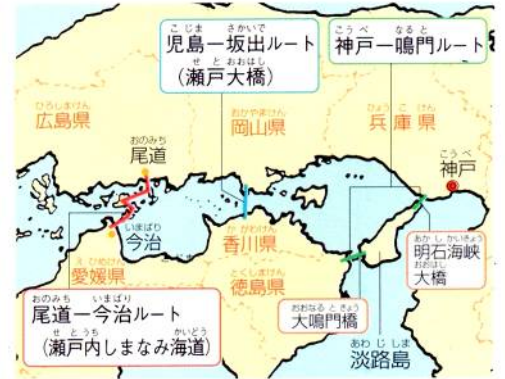 こじま さかいで
児島ー坂出ルート
せとおおはし
(瀬戸大橋)
こうべ なると
神戸ー鳴門ルート
ひろしまけん
広島県
おかやまけん
岡山県
ひょうごけん
兵庫県
おのみち
尾道
こうべ
神戸
いまばり
今治
えひめけん
愛媛県
かがわけん
香川県
とくしまけん
徳島県
あかしかいきょう
明石海峡
おおはし
大橋
おのみち いまばり
尾道ー今治ルート
せとうち かいどう
(瀬戸内しまなみ海道)
おおなるときょう
大鳴門橋
あわじしま
淡路島